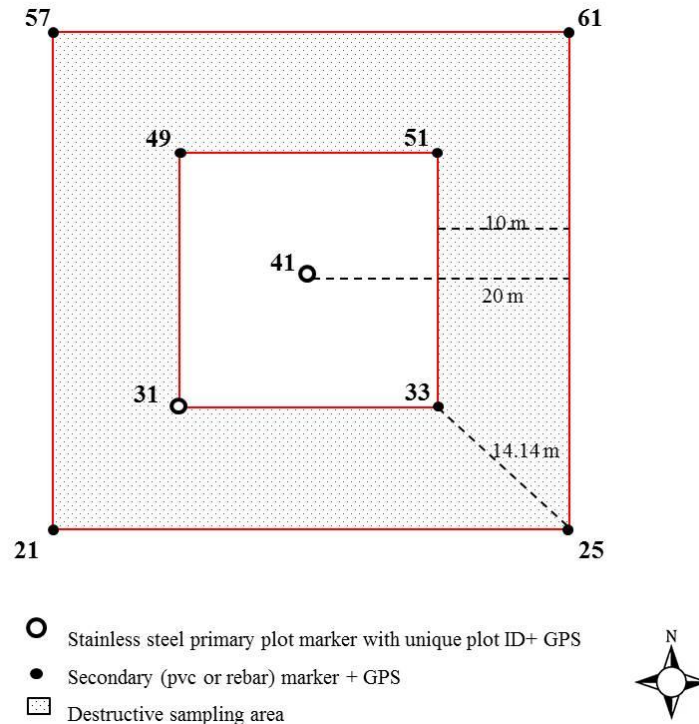 57
61
49
51
10 m
41
20 m
31
33
14.14 m
21
25
Stainless steel primary plot marker with unique plot ID+ GPS
N
Secondary (pvc or rebar) marker + GPS
Destructive sampling area